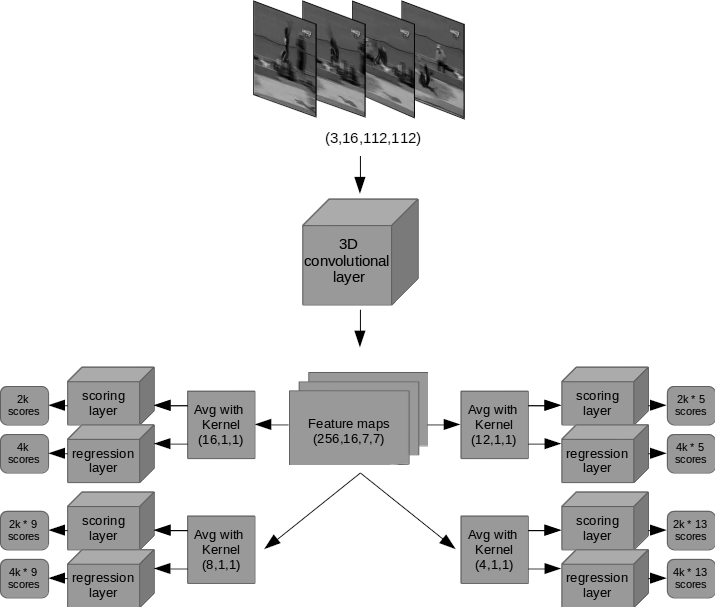 (3,16,112,112)
3D
convolutional
layer
Feature maps
(256,16,7,7)
2k
scores
scoring
layer
4k
scores
regression
layer
Avg with
Kernel
(16,1,1)
Avg with
Kernel
(12,1,1)
scoring
layer
2k * 5
scores
regression
layer
4k * 5
scores
2k * 9
scores
scoring
layer
4k * 9
scores
regression
layer
Avg with
Kernel
(8,1,1)
Avg with
Kernel
(4,1,1)
scoring
layer
2k * 13
scores
regression
layer
4k * 13
scores